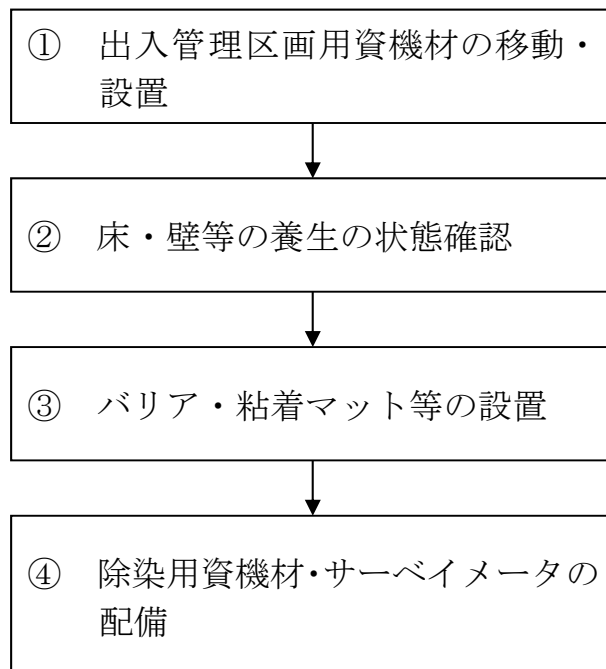 ① 出入管理区画用資機材の移動・
設置
② 床・壁等の養生の状態確認
③ バリア・粘着マット等の設置
④ 除染用資機材・サーベイメータの
配備